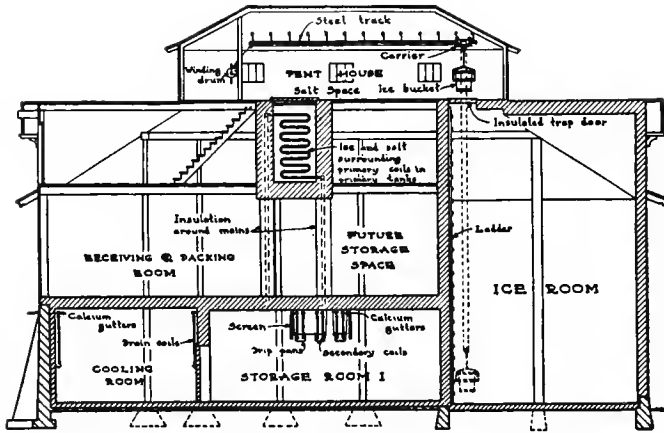 Steel track
Carrier
Winding
drum
PENT HOUSE
Salt Space
Ice bucket
Insulated trap door
Ice and salt
surrounding
primary coils in
primary tanks
Insulation
around mains
Ladder
RECEIVING & PACKING
ROOM
FUTURE
STORAGE
SPACE
ICE ROOM
Calcium
gutters
Drain coils
COOLING
ROOM
Screen
Drip pans
Secondary coils
Calcium
gutters
STORAGE ROOM I